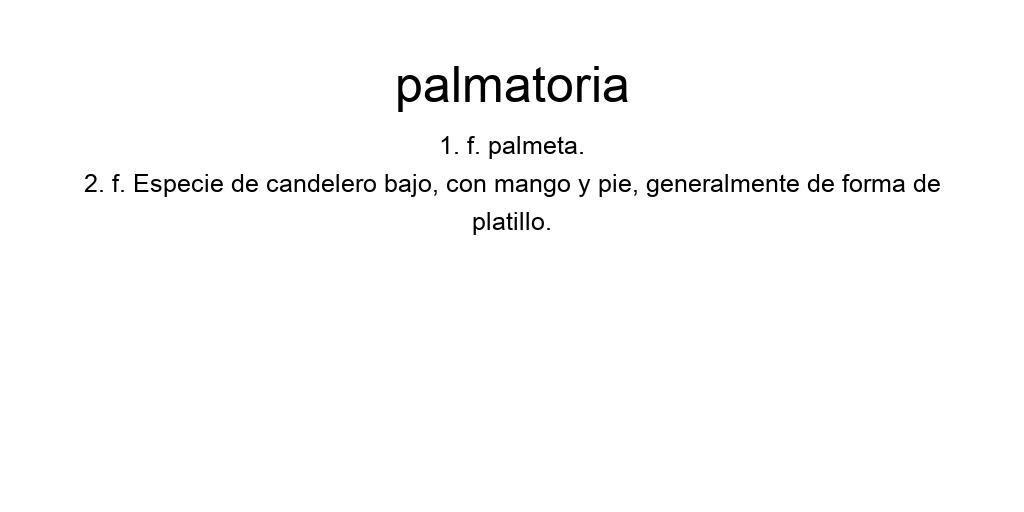 palmatoria
1. f. palmeta.
2. f. Especie de candelero bajo, con mango y pie, generalmente de forma de
platillo.